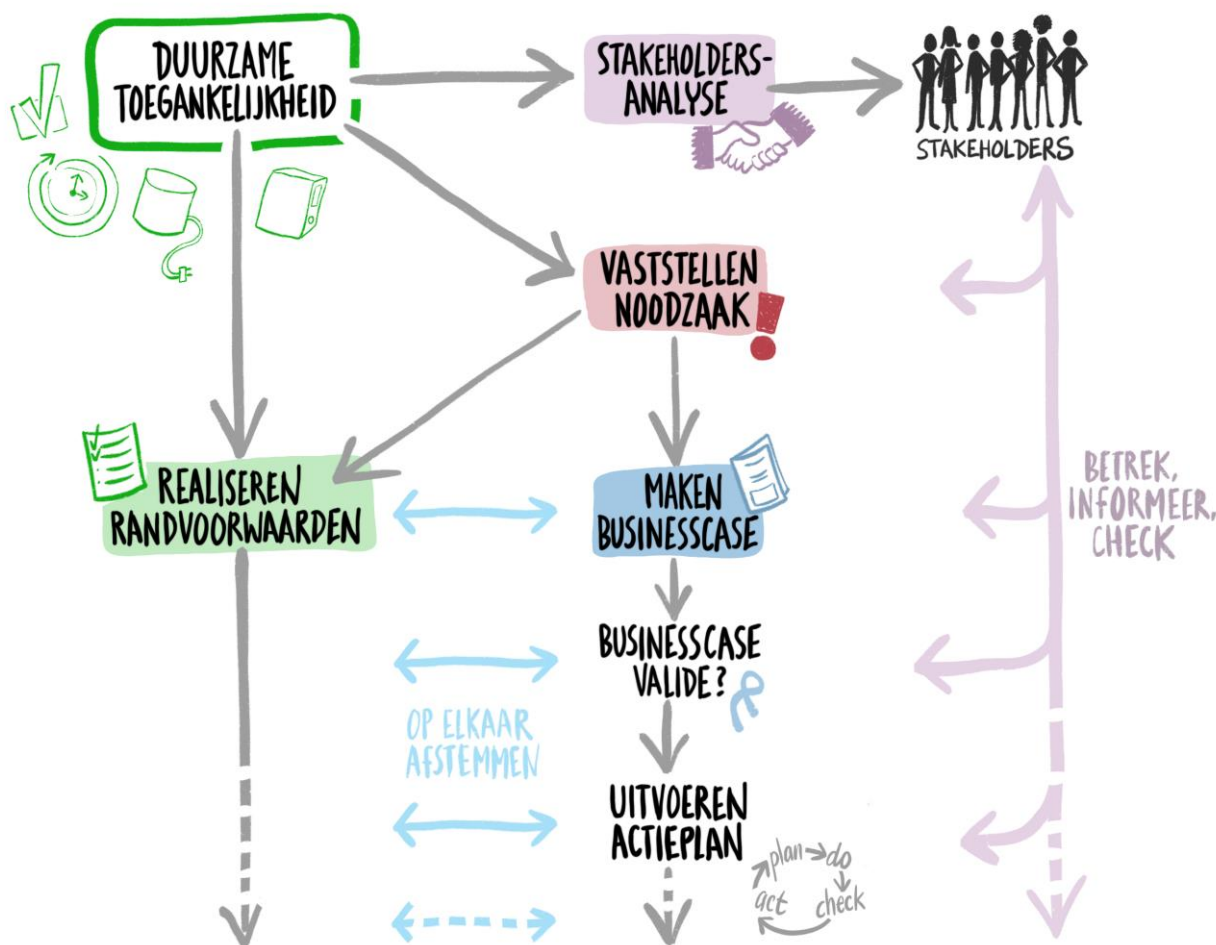 DUURZAME
TOEGANKELIJKHEID
STAKEHOLDERS-
ANALYSE
STAKEHOLDERS
VASTSTELLEN
NOODZAAK
REALISEREN
RANDVOORWAARDEN
MAKEN
BUSINESSCASE
BETREK,
INFORMEER,
CHECK
BUSINESSCASE
VALIDE?
OP ELKAAR
AFSTEMMEN
UITVOEREN
ACTIEPLAN
plan do
act check